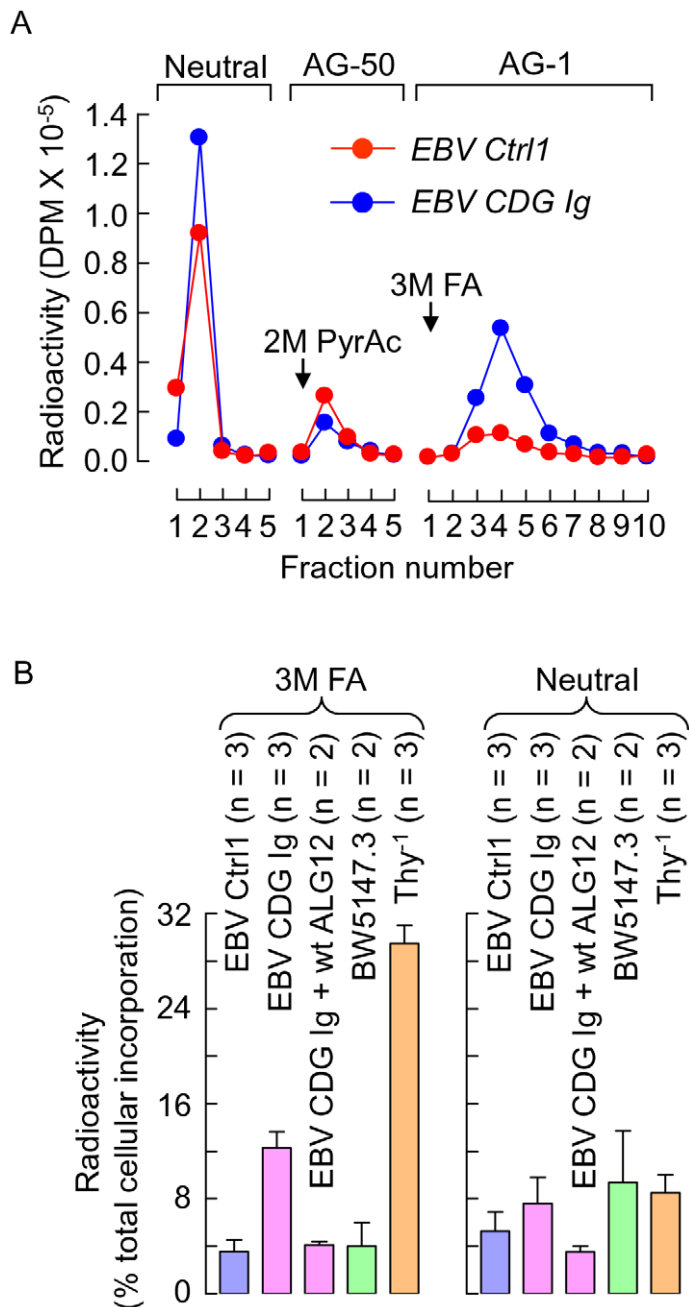 A
Neutral
AG-50
AG-1
Radioactivity (DPM X 10⁻⁵)
1.4
1.2
1.0
0.8
0.6
0.4
0.2
0.0
EBV Ctrl1
EBV CDG Ig
3M FA
2M PyrAc
1 2 3 4 5
1 2 3 4 5
1 2 3 4 5 6 7 8 9 10
Fraction number
B
3M FA
Neutral
EBV Ctrl1 (n = 3)
EBV CDG Ig (n = 3)
EBV CDG Ig + wt ALG12 (n = 2)
BW5147.3 (n = 2)
Thy⁻¹ (n = 3)
EBV Ctrl1 (n = 3)
EBV CDG Ig (n = 3)
EBV CDG Ig + wt ALG12 (n = 2)
BW5147.3 (n = 2)
Thy⁻¹ (n = 3)
Radioactivity
(% total cellular incorporation)
32
28
16
8
0